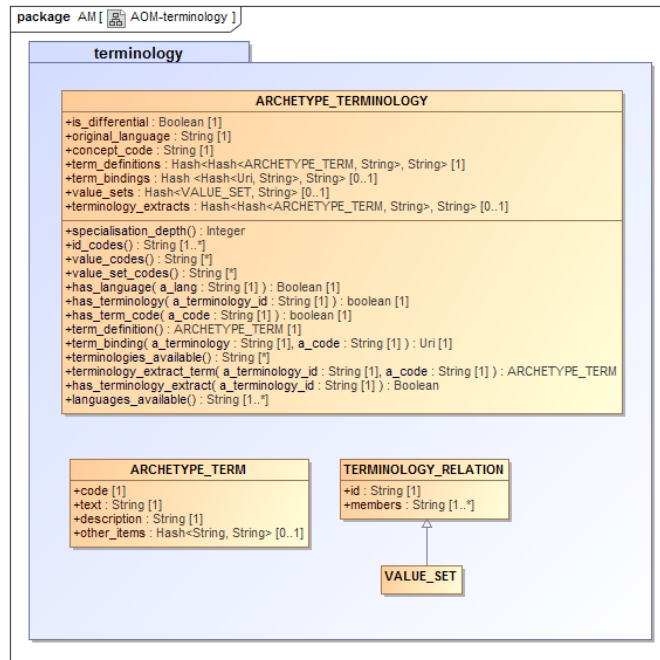 package AM [ AOM-terminology ]
terminology
ARCHETYPE_TERMINOLOGY
+is_differential : Boolean [1]
+original_language : String [1]
+concept_code : String [1]
+term_definitions : Hash<Hash<ARCHETYPE_TERM, String>, String> [1]
+term_bindings : Hash <Hash<Uri, String>, String> [0..1]
+value_sets : Hash<VALUE_SET, String> [0..1]
+terminology_extracts : Hash<Hash<ARCHETYPE_TERM, String>, String> [0..1]
+specialisation_depth() : Integer
+id_codes() : String [1..*]
+value_codes() : String [*]
+value_set_codes() : String [*]
+has_language( a_lang : String [1] ) : Boolean [1]
+has_terminology( a_terminology_id : String [1] ) : boolean [1]
+has_term_code( a_code : String [1] ) : boolean [1]
+term_definition() : ARCHETYPE_TERM [1]
+term_binding( a_terminology : String [1], a_code : String [1] ) : Uri [1]
+terminologies_available() : String [*]
+terminology_extract_term( a_terminology_id : String [1], a_code : String [1] ) : ARCHETYPE_TERM
+has_terminology_extract( a_terminology_id : String [1] ) : Boolean
+languages_available() : String [1..*]
ARCHETYPE_TERM
+code [1]
+text : String [1]
+description : String [1]
+other_items : Hash<String, String> [0..1]
TERMINOLOGY_RELATION
+id : String [1]
+members : String [1..*]
VALUE_SET